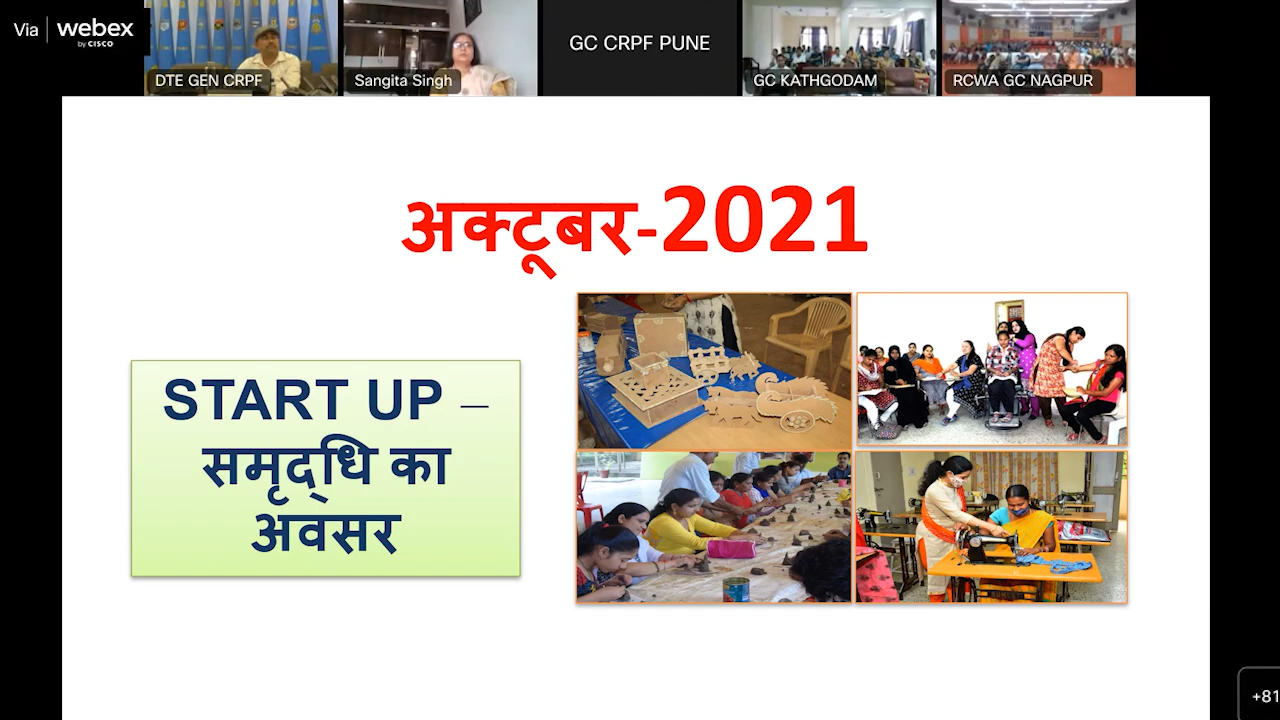 Via webex
by CISCO
DTE GEN CRPF
Sangita Singh
GC CRPF PUNE
GC KATHGODAM
RCWA GC NAGPUR
अक्टूबर-2021
START UP –
समृद्धि का
अवसर
+81